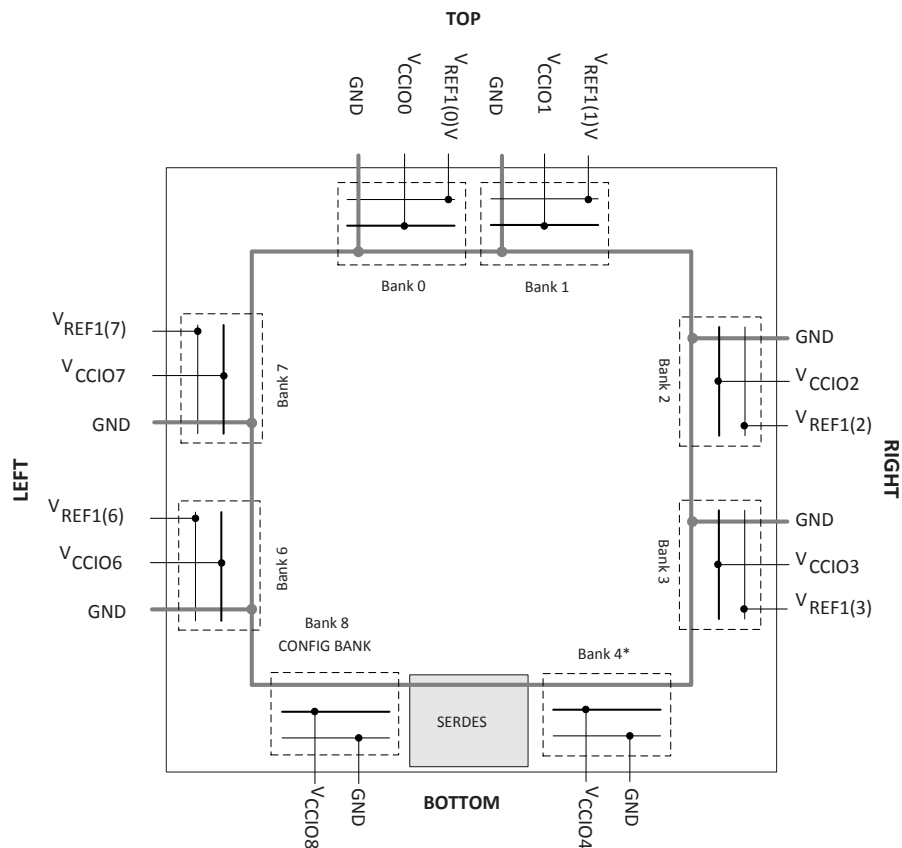 TOP
GND
VCCIO0
VREF1(0)V
GND
VCCIO1
VREF1(1)V
Bank 0
Bank 1
VREF1(7)
VCCIO7
GND
Bank 7
Bank 2
GND
VCCIO2
VREF1(2)
LEFT
RIGHT
VREF1(6)
VCCIO6
GND
Bank 6
Bank 3
GND
VCCIO3
VREF1(3)
Bank 8
CONFIG BANK
Bank 4*
SERDES
VCCIO8
GND
BOTTOM
VCCIO4
GND